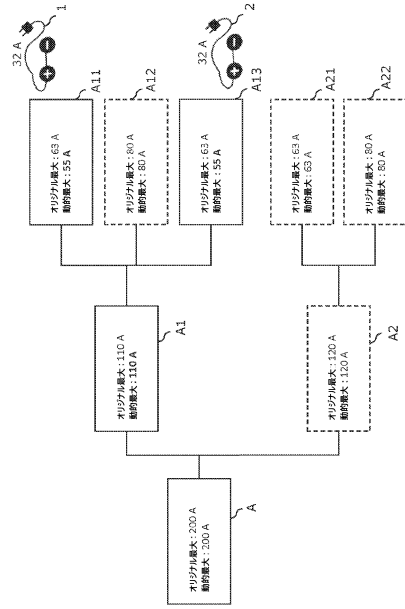 1
32 A
A11
オリジナル最大：63 A
動的最大：55 A
A12
オリジナル最大：80 A
動的最大：80 A
2
32 A
A13
オリジナル最大：63 A
動的最大：55 A
A21
オリジナル最大：63 A
動的最大：63 A
A22
オリジナル最大：80 A
動的最大：80 A
A1
オリジナル最大：110 A
動的最大：110 A
A2
オリジナル最大：120 A
動的最大：120 A
A
オリジナル最大：200 A
動的最大：200 A